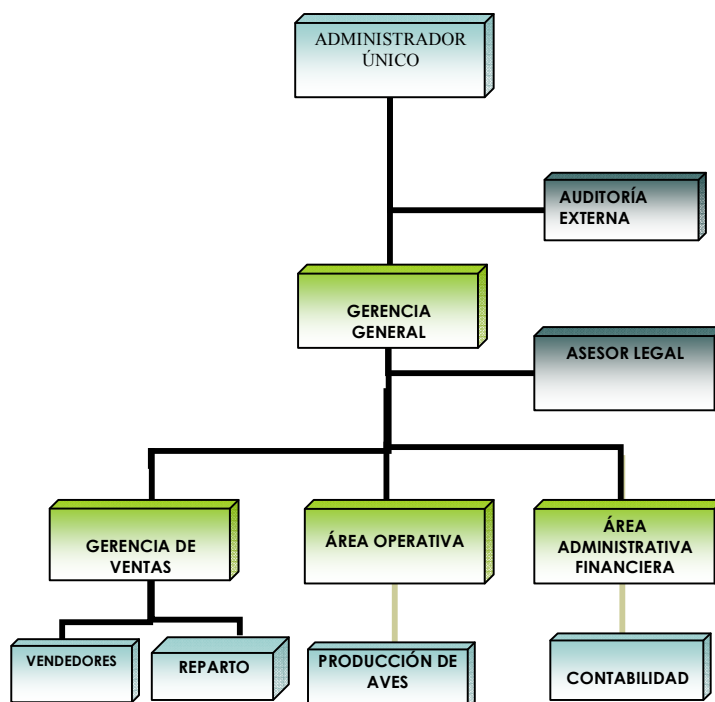 ADMINISTRADOR
ÚNICO
AUDITORÍA
EXTERNA
GERENCIA
GENERAL
ASESOR LEGAL
GERENCIA DE
VENTAS
ÁREA OPERATIVA
ÁREA
ADMINISTRATIVA
FINANCIERA
VENDEDORES
REPARTO
PRODUCCIÓN DE
AVES
CONTABILIDAD